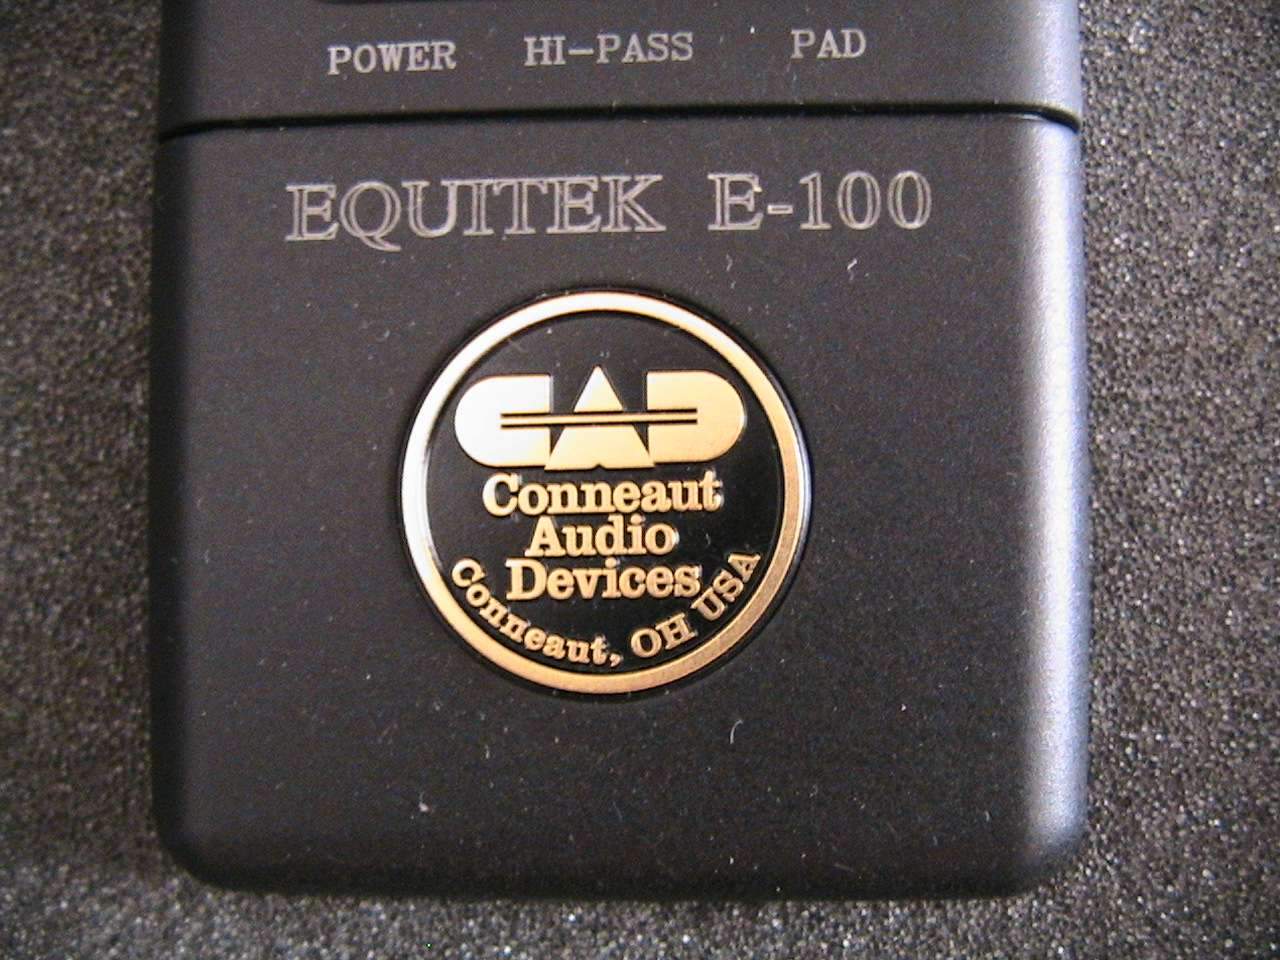 POWER HI-PASS PAD
EQUITEK E-100
CAD
Conneaut
Audio
Devices
Conneaut, OH USA